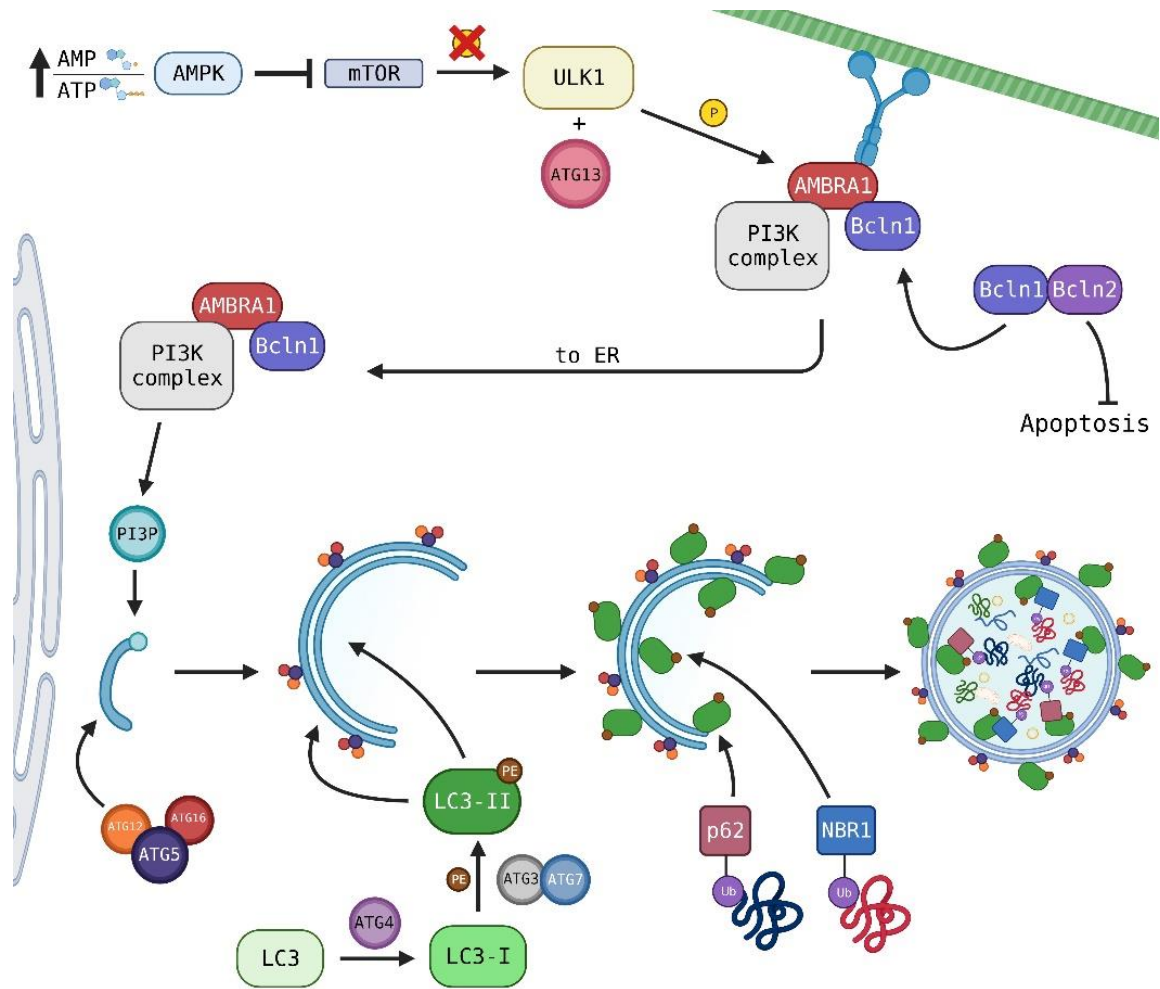 AMP
ATP
AMPK
mTOR
ULK1
+
ATG13
P
AMBRA1
PI3K
complex
Bcln1
Bcln1
Bcln2
Apoptosis
to ER
AMBRA1
PI3K
complex
Bcln1
PI3P
ATG12
ATG16
ATG5
PE
LC3-II
PE
ATG3
ATG7
ATG4
LC3
LC3-I
p62
NBR1
Ub
Ub